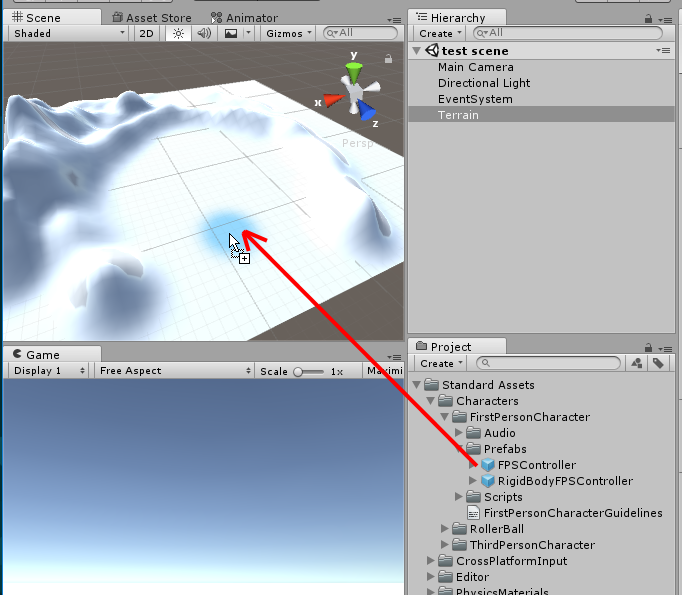 Scene
Asset Store
Animator
Shaded
2D
Gizmos
All
y
x
z
Persp
Game
Display 1
Free Aspect
Scale
1x
Maximi
Hierarchy
Create
All
test scene
Main Camera
Directional Light
EventSystem
Terrain
Project
Create
Standard Assets
Characters
FirstPersonCharacter
Audio
Prefabs
FPSController
RigidBodyFPSController
Scripts
FirstPersonCharacterGuidelines
RollerBall
ThirdPersonCharacter
CrossPlatformInput
Editor
PhysicsMaterials